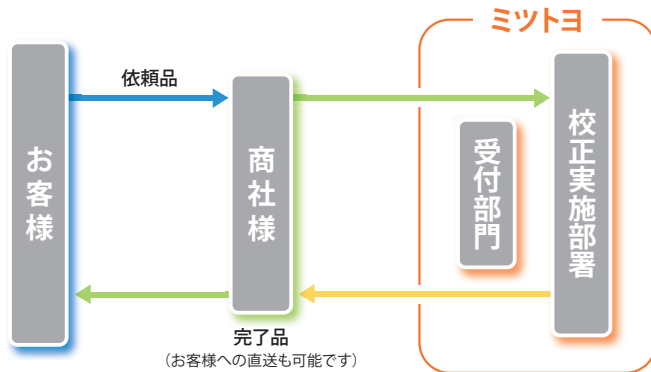 ミツトヨ
依頼品
お客様
商社様
受付部門
校正実施部署
完了品
（お客様への直送も可能です）